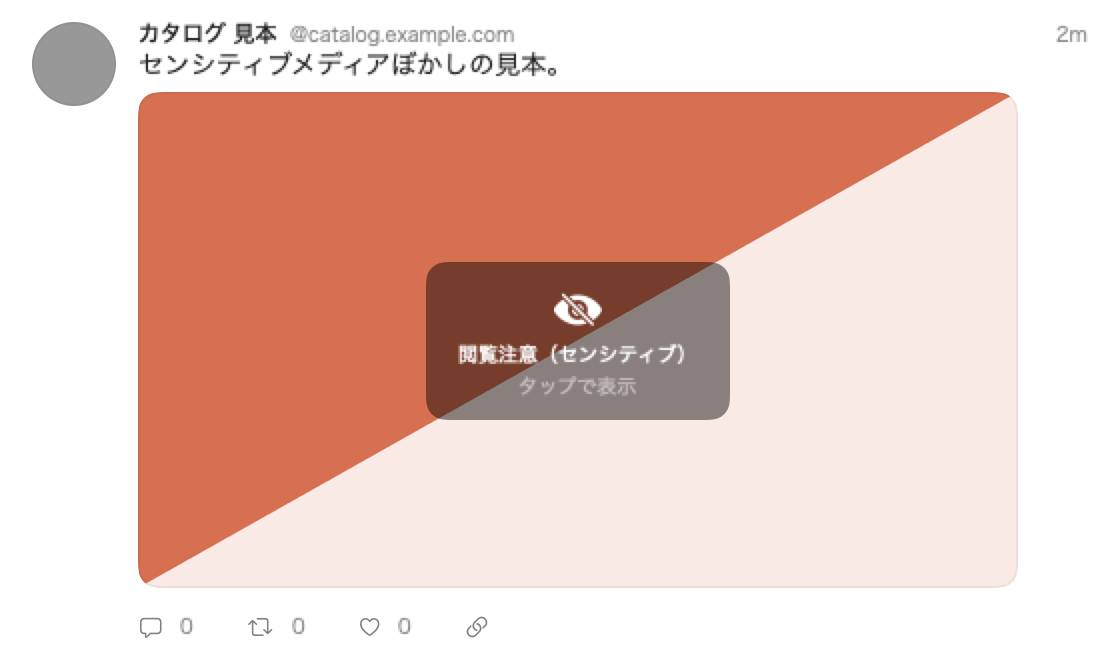 カタログ 見本 @catalog.example.com 2m
センシティブメディアぼかしの見本。
閲覧注意（センシティブ）
タップで表示
0 0 0